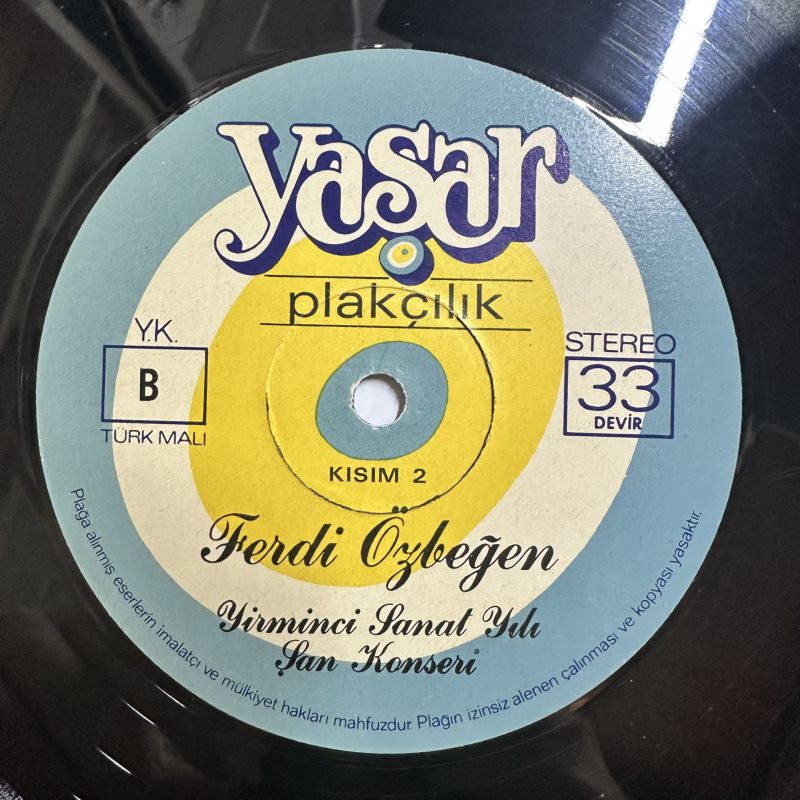 yaşar
plakçılık
Y.K.
B
TÜRK MALI
STEREO
33
DEVİR
KISIM 2
Ferdi Özbeğen
Yirminci Sanat Yılı
Şan Konseri
Plağa alınmış eserlerin imalatçı ve mülkiyet hakları mahfuzdur. Plağın izinsiz alenen çalınması ve kopyası yasaktır.